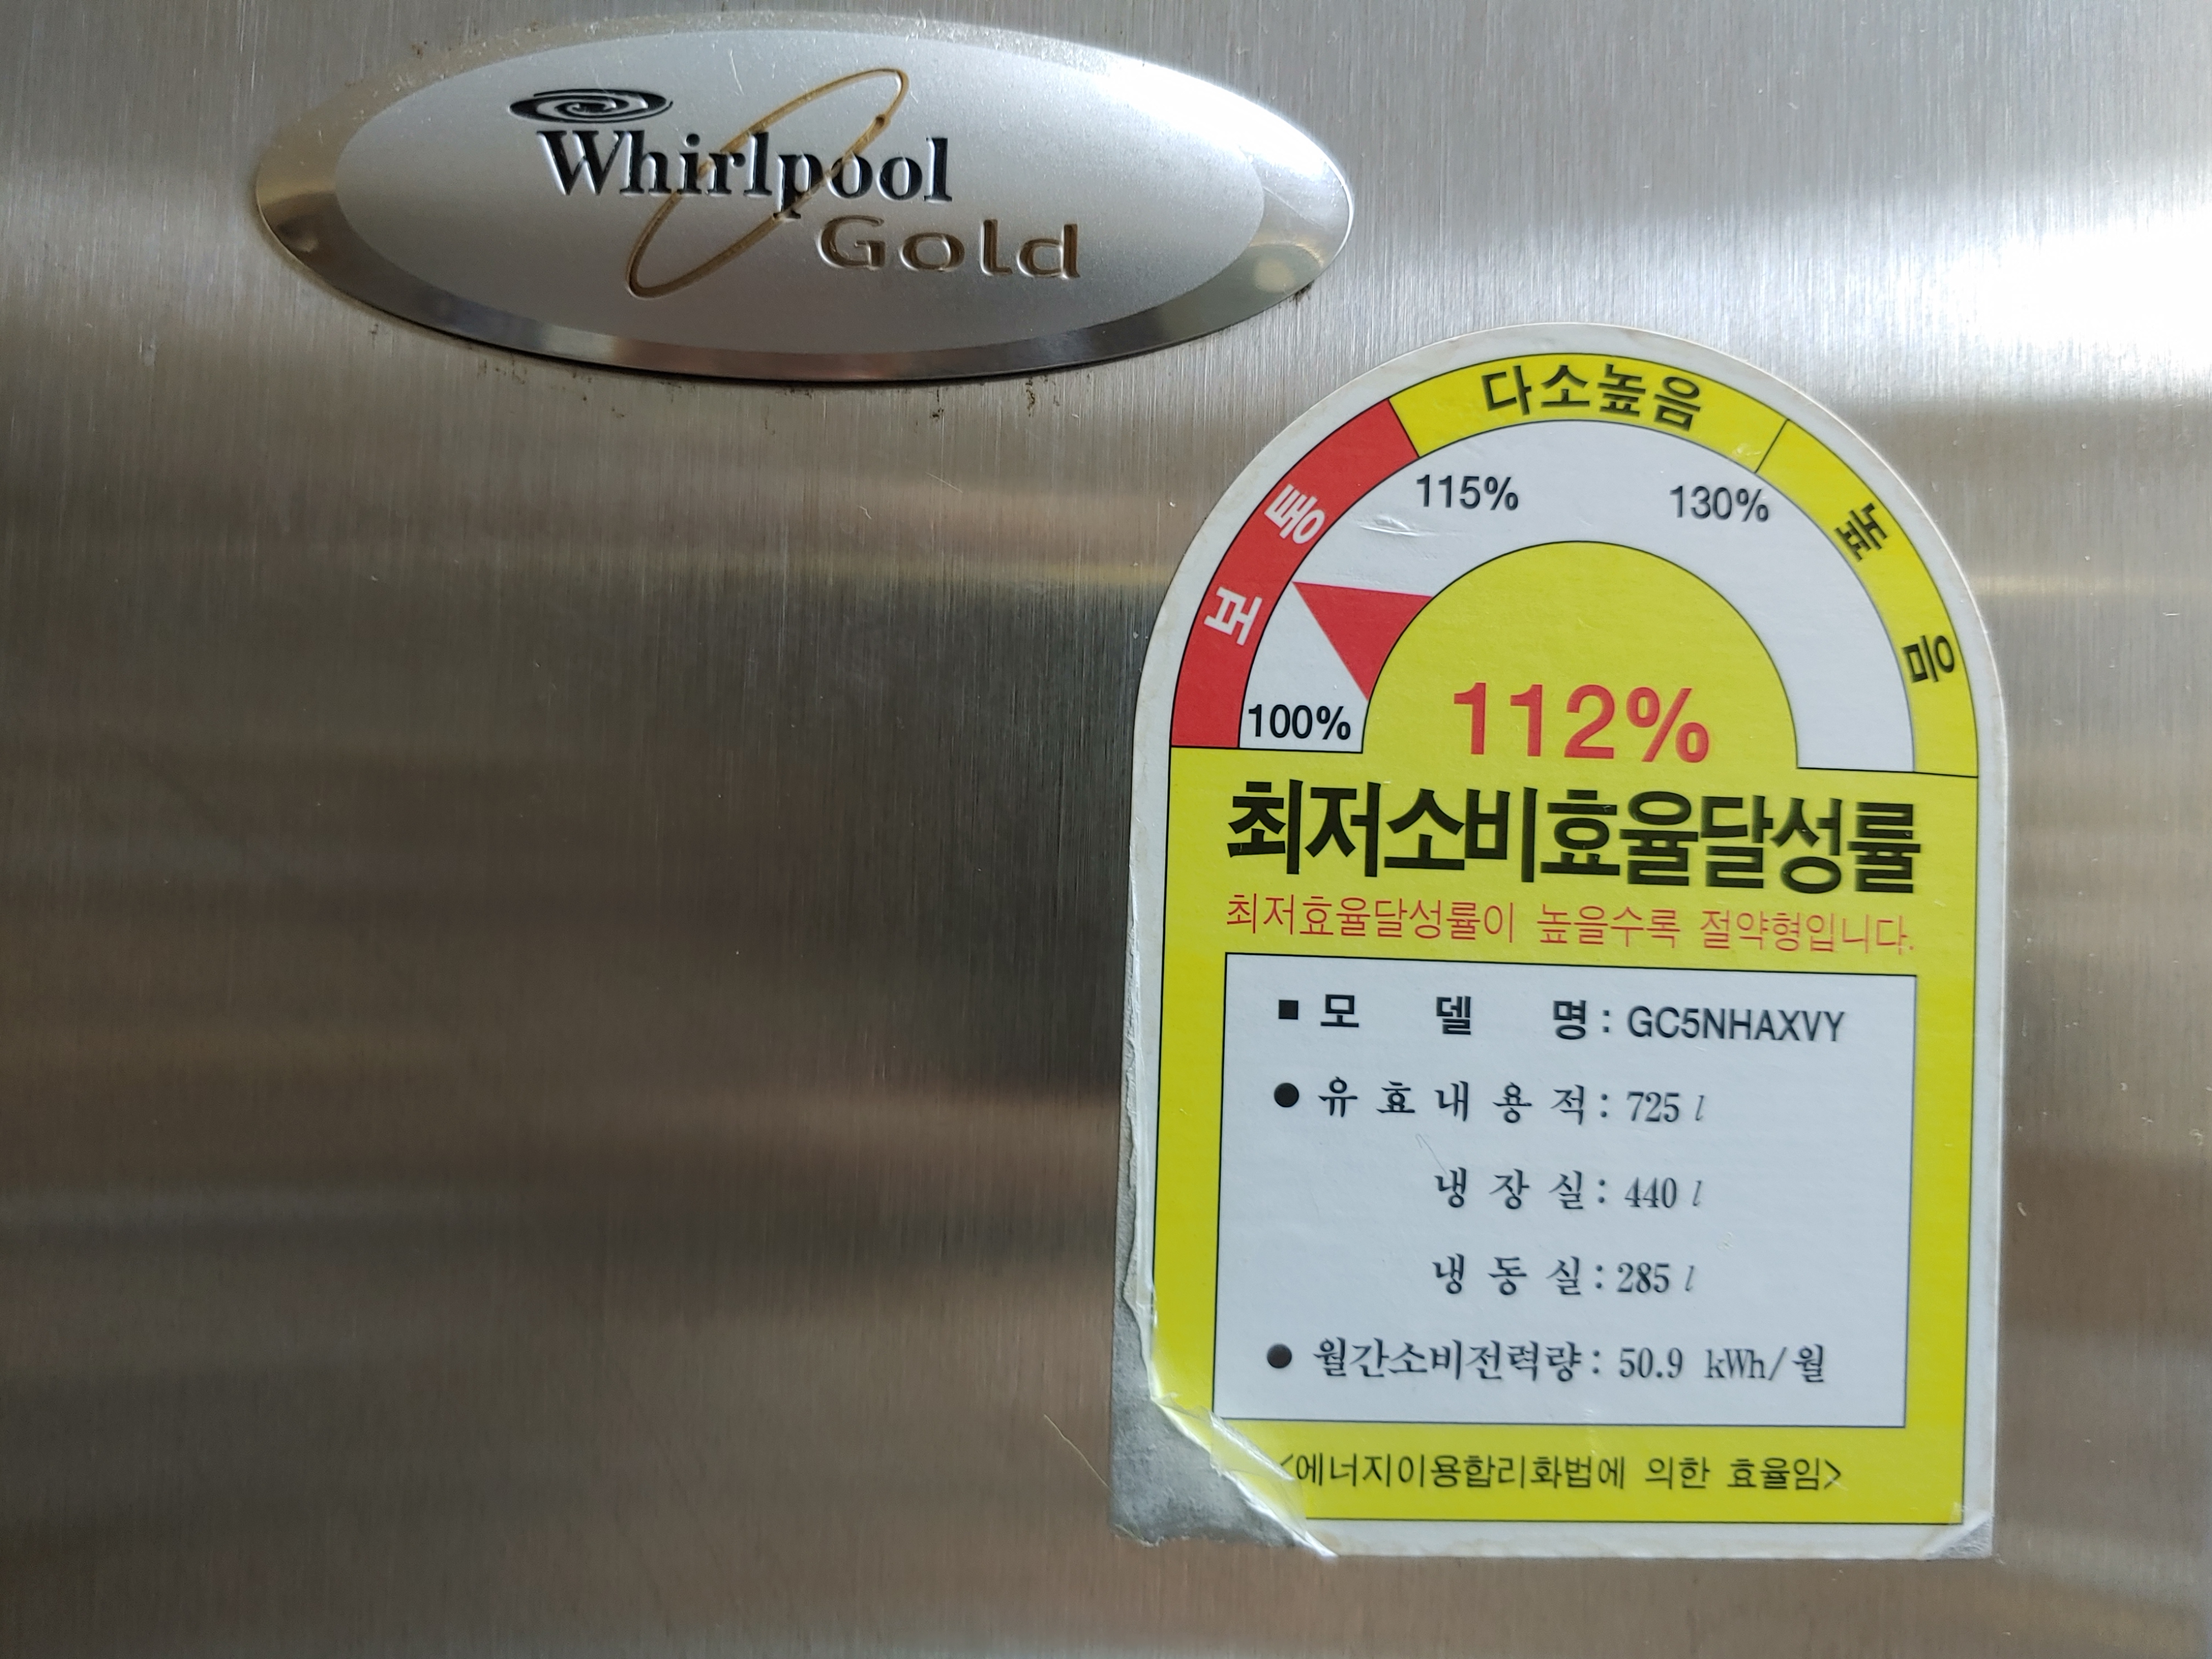 Whirlpool
Gold
다소높음
보통
높음
115%
130%
100%
112%
최저소비효율달성률
최저효율달성률이 높을수록 절약형입니다.
■ 모 델 명 : GC5NHAXVY
● 유 효 내 용 적 : 725 l
냉 장 실 : 440 l
냉 동 실 : 285 l
● 월간소비전력량 : 50.9 kWh/월
<에너지이용합리화법에 의한 효율임>